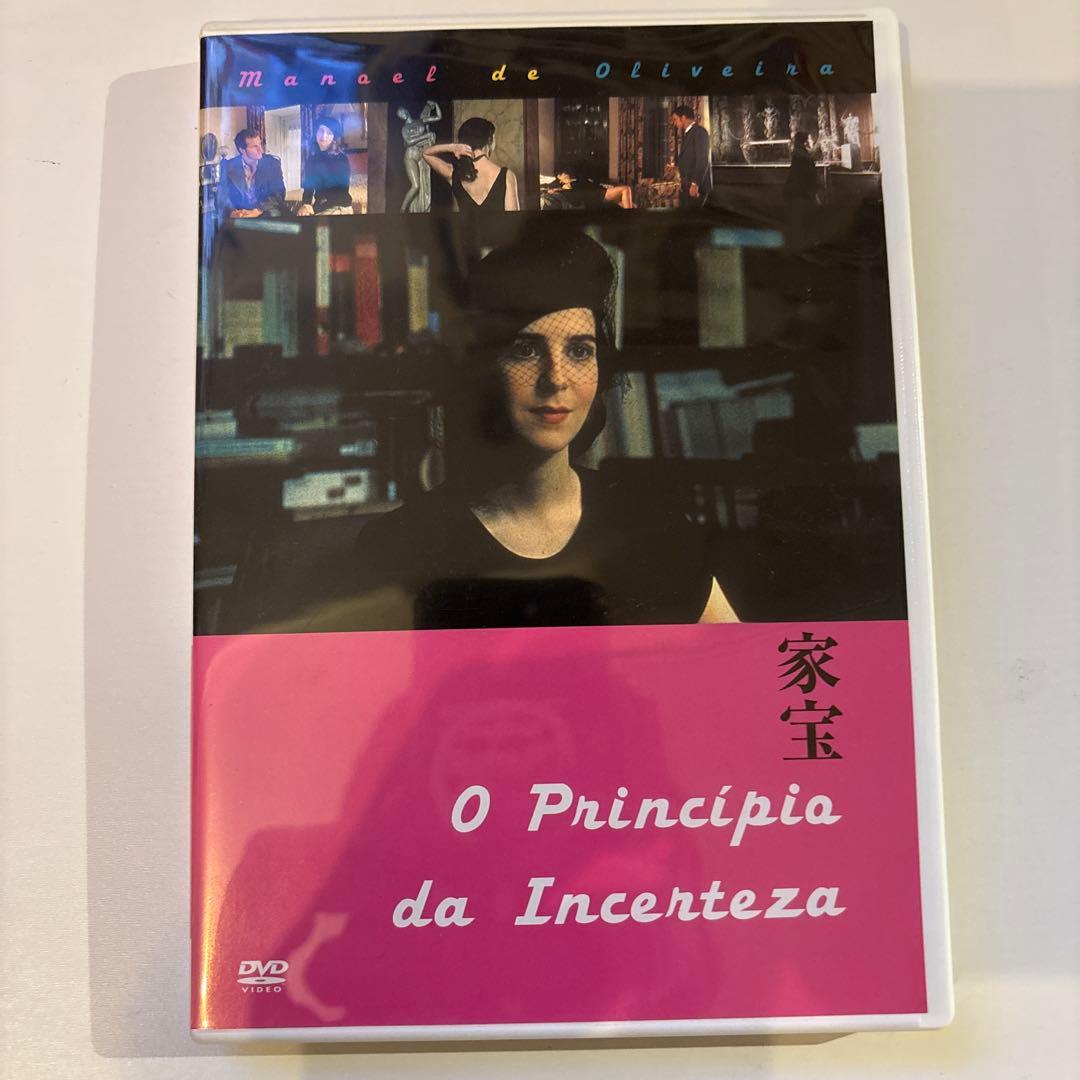 Manoel de Oliveira
家宝
O Princípio
da Incerteza
DVD
VIDEO